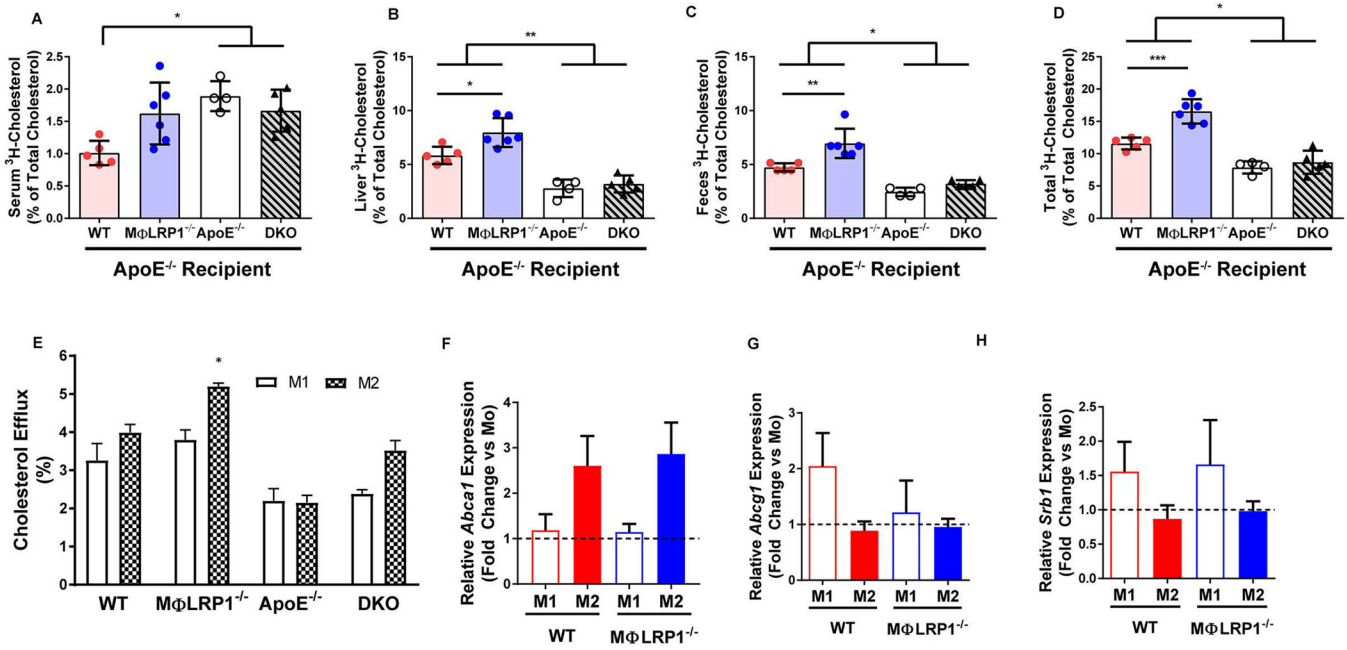 A
*
Serum ³H-Cholesterol
(% of Total Cholesterol)
2.5
2.0
1.5
1.0
0.5
0.0
WT
MΦLRP1⁻/⁻
ApoE⁻/⁻
DKO
ApoE⁻/⁻ Recipient
B
**
*
Liver ³H-Cholesterol
(% of Total Cholesterol)
15
10
5
0
WT
MΦLRP1⁻/⁻
ApoE⁻/⁻
DKO
ApoE⁻/⁻ Recipient
C
*
**
Feces ³H-Cholesterol
(% of Total Cholesterol)
15
10
5
0
WT
MΦLRP1⁻/⁻
ApoE⁻/⁻
DKO
ApoE⁻/⁻ Recipient
D
*
***
Total ³H-Cholesterol
(% of Total Cholesterol)
25
20
15
10
5
0
WT
MΦLRP1⁻/⁻
ApoE⁻/⁻
DKO
ApoE⁻/⁻ Recipient
E
Cholesterol Efflux
(%)
6
5
4
3
2
1
0
*
M1
M2
WT
MΦLRP1⁻/⁻
ApoE⁻/⁻
DKO
F
Relative Abca1 Expression
(Fold Change vs Mo)
4
3
2
1
0
M1
M2
M1
M2
WT
MΦLRP1⁻/⁻
G
Relative Abcg1 Expression
(Fold Change vs Mo)
3
2
1
0
M1
M2
M1
M2
WT
MΦLRP1⁻/⁻
H
Relative Srb1 Expression
(Fold Change vs Mo)
2.5
2.0
1.5
1.0
0.5
0.0
M1
M2
M1
M2
WT
MΦLRP1⁻/⁻